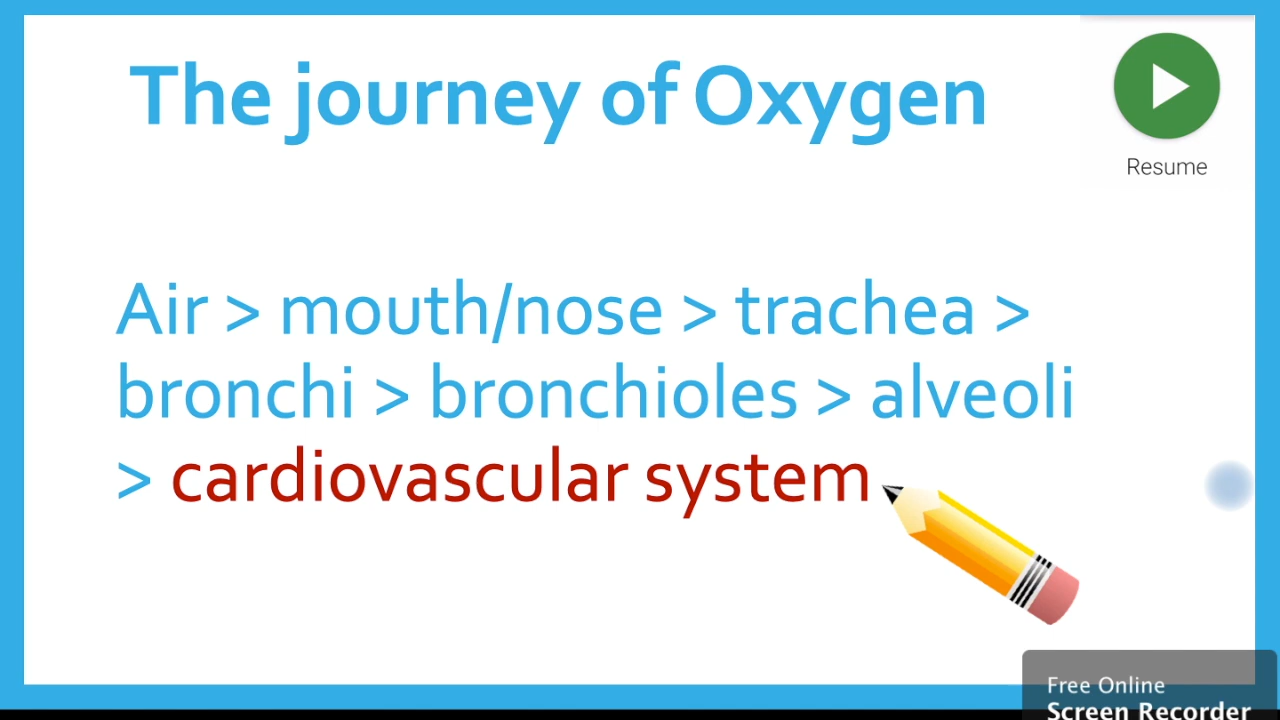 The journey of Oxygen
Resume
Air > mouth/nose > trachea >
bronchi > bronchioles > alveoli
> cardiovascular system
Free Online
Screen Recorder